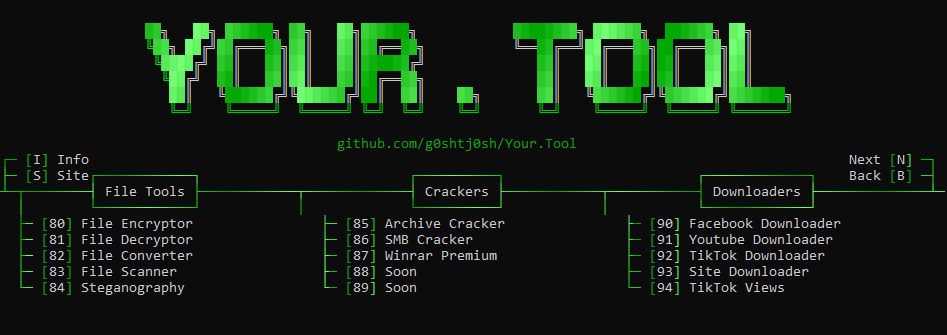 YOUR.TOOL
github.com/g0shtj0sh/Your.Tool
[I] Info
Next [N]
[S] Site
Back [B]
File Tools
Crackers
Downloaders
[80] File Encryptor
[85] Archive Cracker
[90] Facebook Downloader
[81] File Decryptor
[86] SMB Cracker
[91] Youtube Downloader
[82] File Converter
[87] Winrar Premium
[92] TikTok Downloader
[83] File Scanner
[88] Soon
[93] Site Downloader
[84] Steganography
[89] Soon
[94] TikTok Views